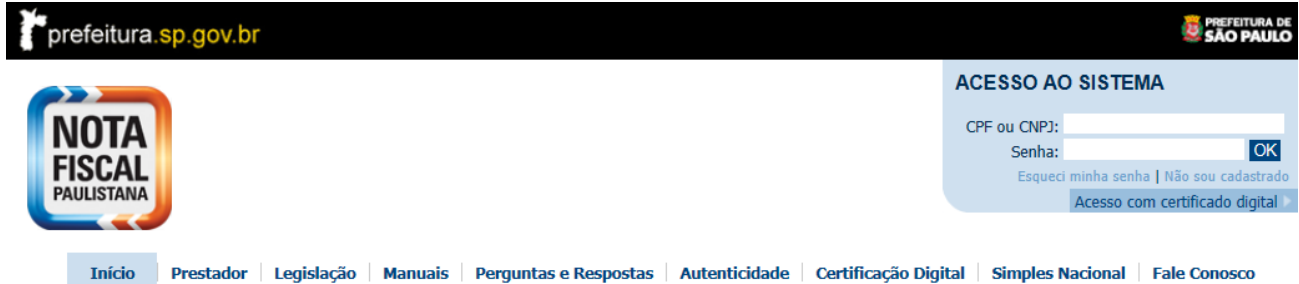 prefeitura.sp.gov.br
PREFEITURA DE
SÃO PAULO
NOTA
FISCAL
PAULISTANA
ACESSO AO SISTEMA
CPF ou CNPJ:
Senha: OK
Esqueci minha senha | Não sou cadastrado
Acesso com certificado digital
Início | Prestador | Legislação | Manuais | Perguntas e Respostas | Autenticidade | Certificação Digital | Simples Nacional | Fale Conosco